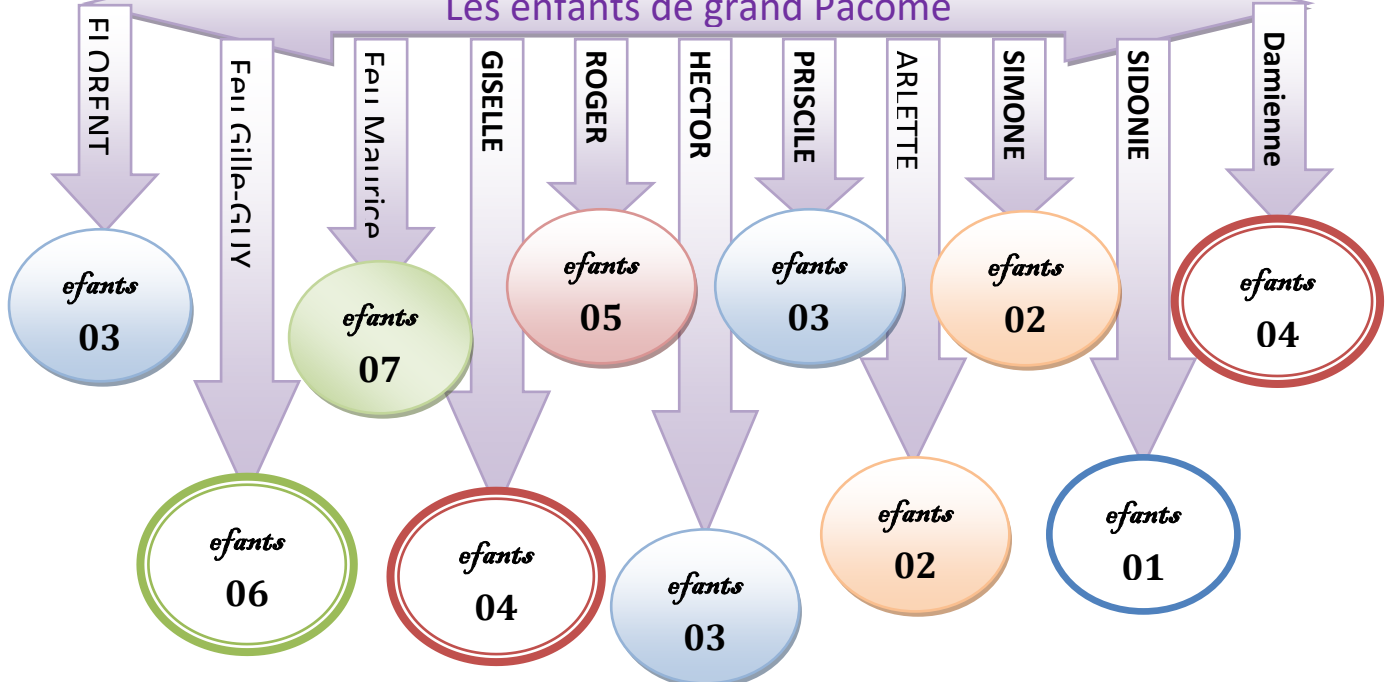 Les enfants de grand Pacôme
FLORENT
Feu Gille-GUY
Feu Maurice
GISELLE
ROGER
HECTOR
PRISCILE
ARLETTE
SIMONE
SIDONIE
Damienne
efants
03
efants
06
efants
07
efants
04
efants
05
efants
03
efants
03
efants
02
efants
02
efants
01
efants
04